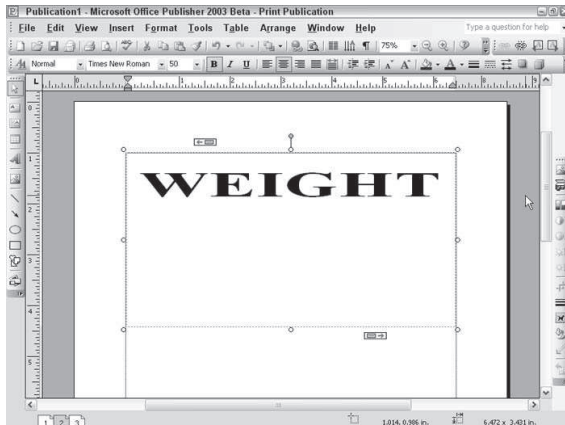 Publication1 - Microsoft Office Publisher 2003 Beta - Print Publication
File Edit View Insert Format Tools Table Arrange Window Help Type a question for help
75%
Normal Times New Roman 50 B I U
WEIGHT
1 2 3
1.014, 0.986 in. 6.472 x 3.431 in.